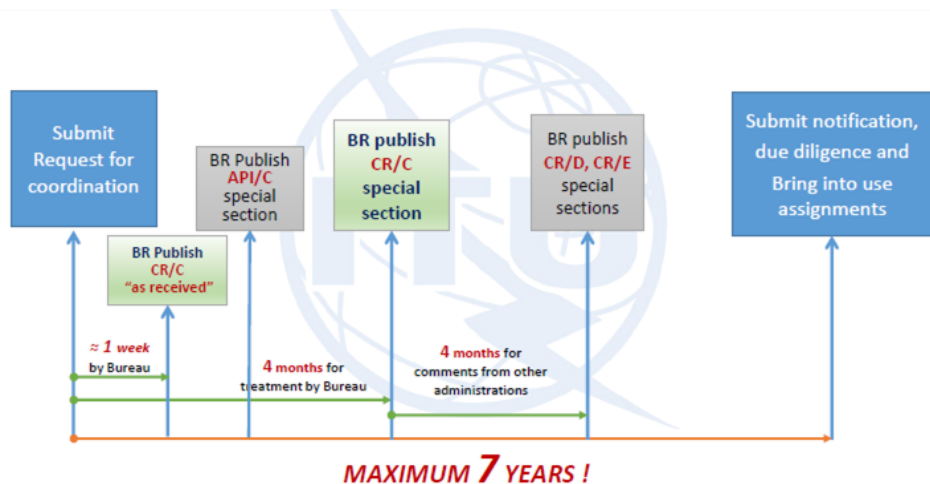 Submit
Request for
coordination
BR Publish
CR/C
"as received"
BR Publish
API/C
special
section
BR publish
CR/C
special
section
BR publish
CR/D, CR/E
special
sections
Submit notification,
due diligence and
Bring into use
assignments
≈ 1 week
by Bureau
4 months for
treatment by Bureau
4 months for
comments from other
administrations
MAXIMUM 7 YEARS !
ITU